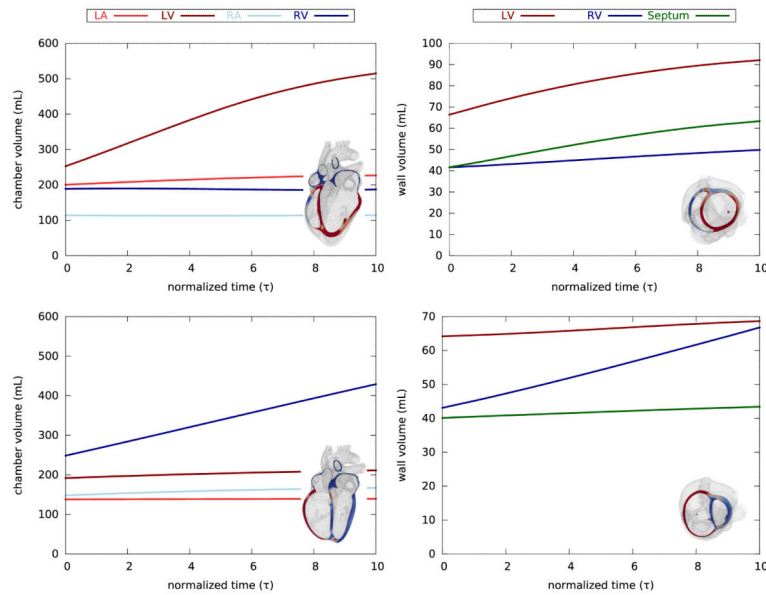 LA LV RA RV
LV RV Septum
600
500
400
300
200
100
0
chamber volume (mL)
0 2 4 6 8 10
normalized time (τ)
100
90
80
70
60
50
40
30
20
10
0
wall volume (mL)
0 2 4 6 8 10
normalized time (τ)
600
500
400
300
200
100
0
chamber volume (mL)
0 2 4 6 8 10
normalized time (τ)
70
60
50
40
30
20
10
0
wall volume (mL)
0 2 4 6 8 10
normalized time (τ)